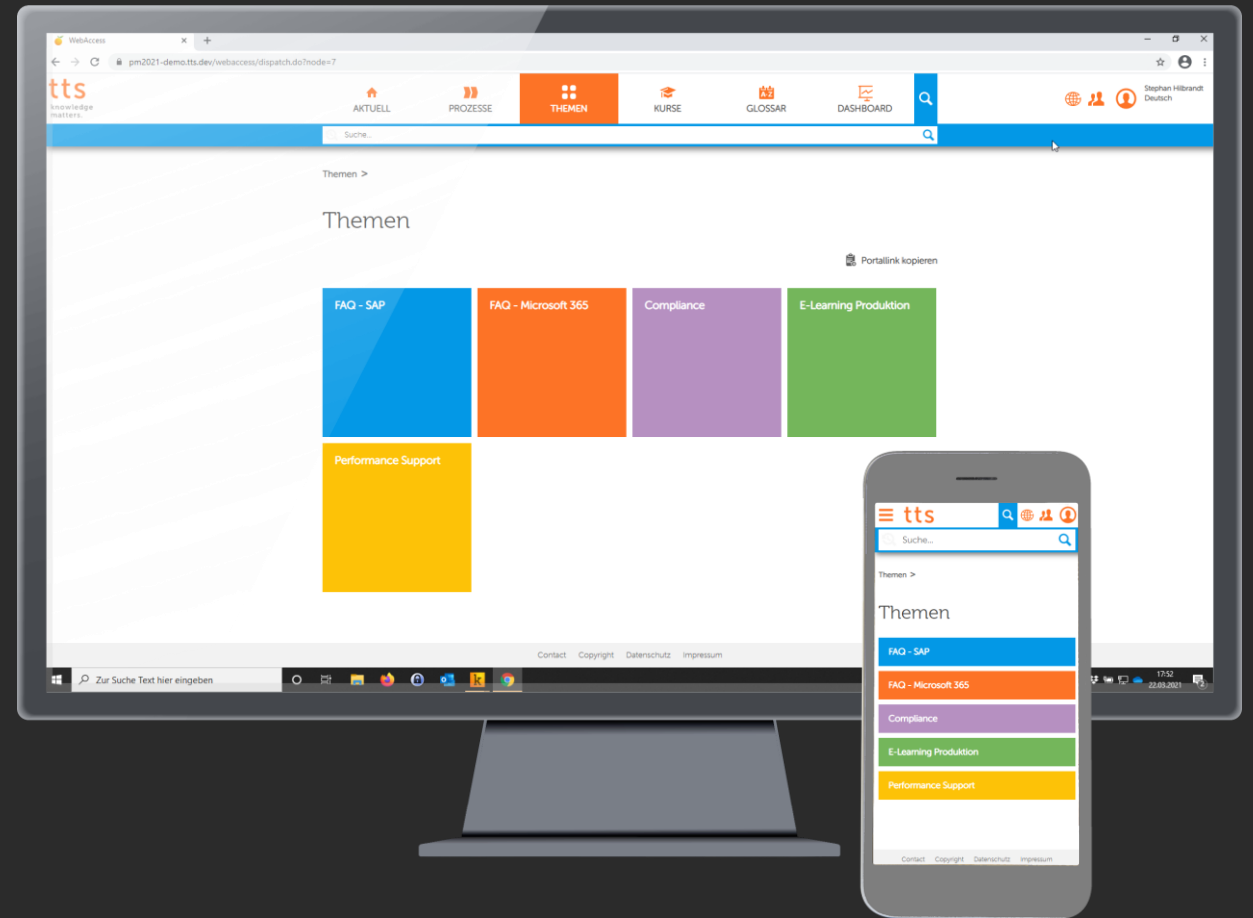 WebAccess
pm2021-demo.tts.dev/webaccess/dispatch.do?node=7
tts
knowledge
matters.
AKTUELL
PROZESSE
THEMEN
KURSE
A-Z
GLOSSAR
DASHBOARD
Stephan Hilbrandt
Deutsch
Suche...
Themen >
Themen
Portallink kopieren
FAQ - SAP
FAQ - Microsoft 365
Compliance
E-Learning Produktion
Performance Support
Contact Copyright Datenschutz Impressum
Zur Suche Text hier eingeben
17:52
22.03.2021
2
tts
Suche...
Themen >
Themen
FAQ - SAP
FAQ - Microsoft 365
Compliance
E-Learning Produktion
Performance Support
Contact Copyright Datenschutz Impressum